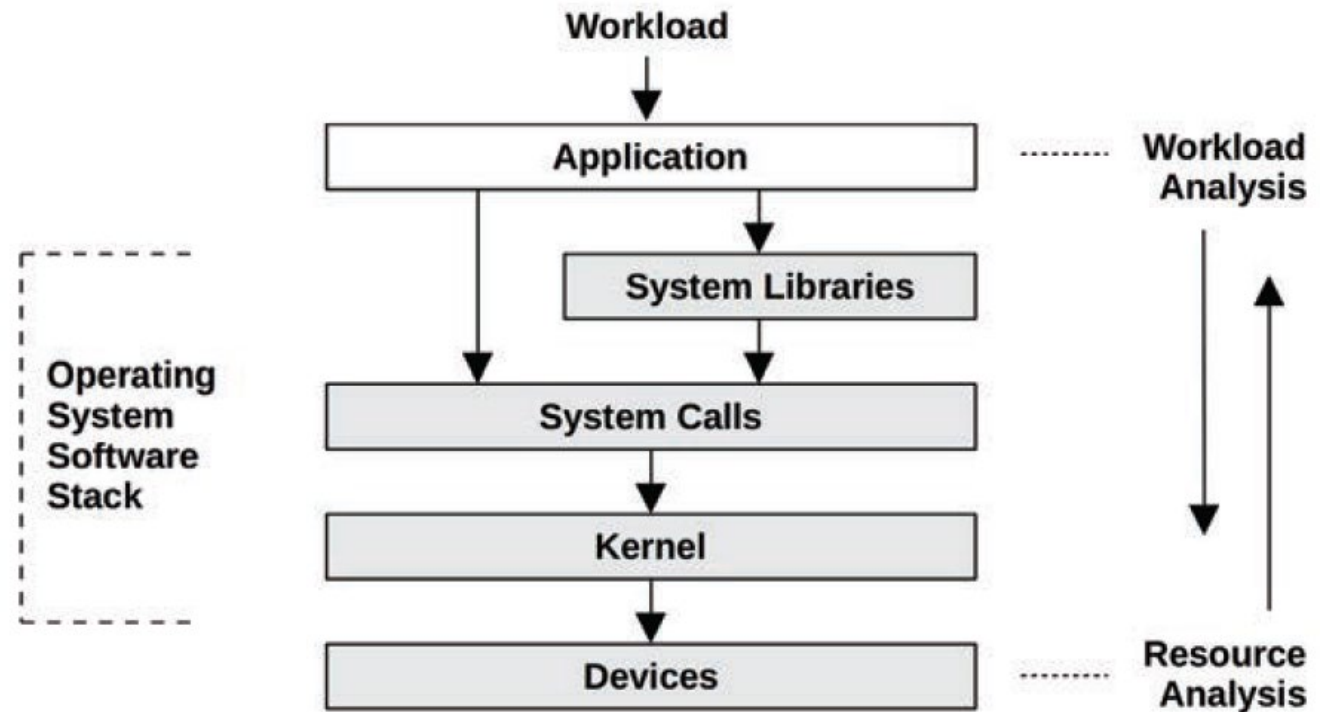 Workload
Application
Workload
Analysis
System Libraries
Operating
System
Software
Stack
System Calls
Kernel
Devices
Resource
Analysis